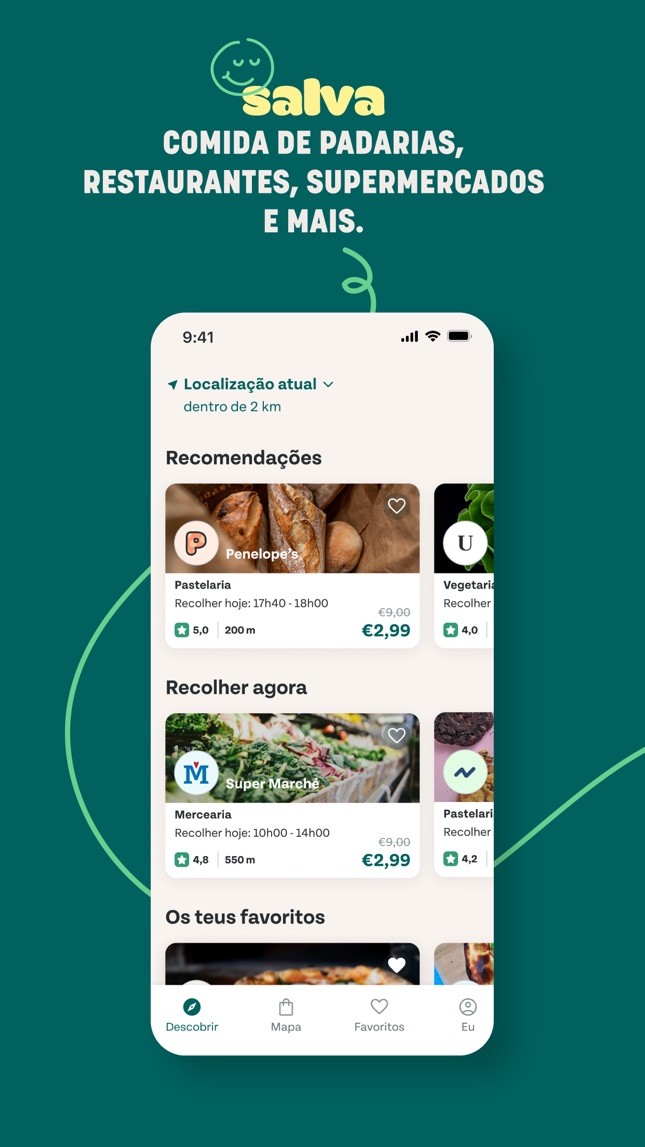 salva
COMIDA DE PADARIAS,
RESTAURANTES, SUPERMERCADOS
E MAIS.
9:41
Localização atual
dentro de 2 km
Recomendações
P
Penelope's
U
Pastelaria
Recolher hoje: 17h40 - 18h00
€9,00
5,0
200 m
€2,99
Vegetaria
Recolher
4,0
Recolher agora
M
Super Marché
Mercearia
Recolher hoje: 10h00 - 14h00
€9,00
4,8
550 m
€2,99
Pastelari
Recolher
4,2
Os teus favoritos
Descobrir
Mapa
Favoritos
Eu